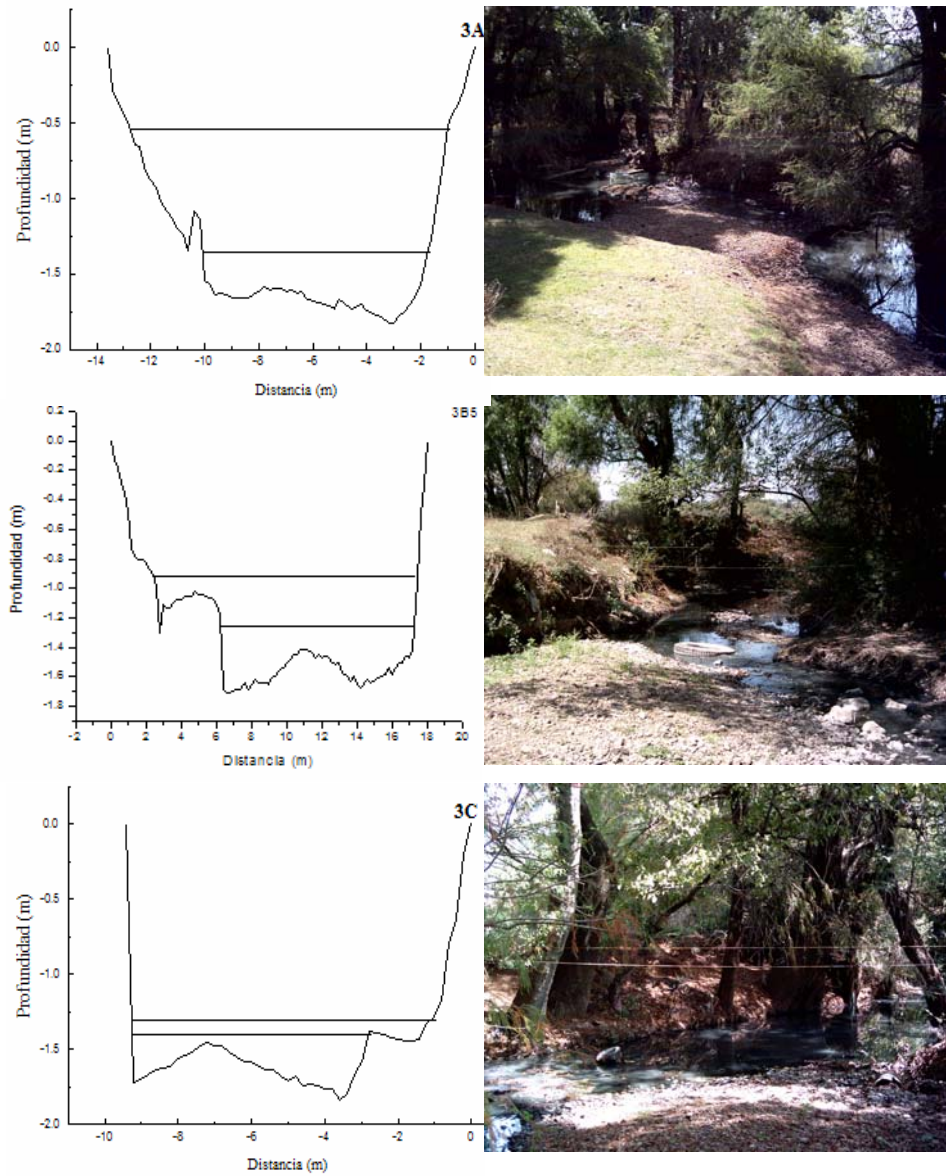 3A
0.0
-0.5
-1.0
-1.5
-2.0
Profundidad (m)
-14 -12 -10 -8 -6 -4 -2 0
Distancia (m)
3B5
0.2
0.0
-0.2
-0.4
-0.6
-0.8
-1.0
-1.2
-1.4
-1.6
-1.8
Profundidad (m)
-2 0 2 4 6 8 10 12 14 16 18 20
Distancia (m)
3C
0.0
-0.5
-1.0
-1.5
-2.0
Profundidad (m)
-10 -8 -6 -4 -2 0
Distancia (m)